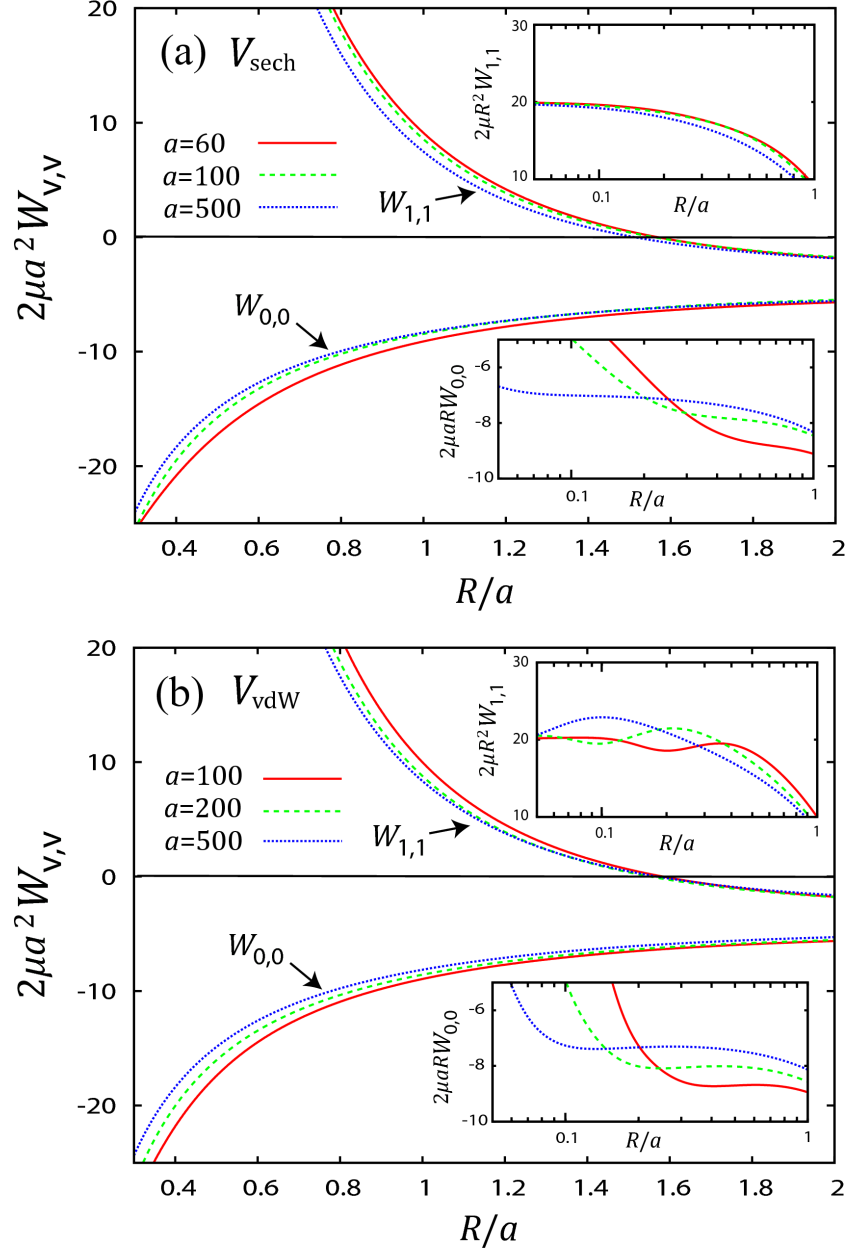 (a) V_sech
20
10
0
-10
-20
2μa²W_ν,ν
a=60
a=100
a=500
W_1,1
W_0,0
30
20
10
2μR²W_1,1
0.1
1
R/a
-6
-8
-10
2μaRW_0,0
0.1
1
R/a
0.4 0.6 0.8 1 1.2 1.4 1.6 1.8 2
R/a
(b) V_vdW
20
10
0
-10
-20
2μa²W_ν,ν
a=100
a=200
a=500
W_1,1
W_0,0
30
20
10
2μR²W_1,1
0.1
1
R/a
-6
-8
-10
2μaRW_0,0
0.1
1
R/a
0.4 0.6 0.8 1 1.2 1.4 1.6 1.8 2
R/a